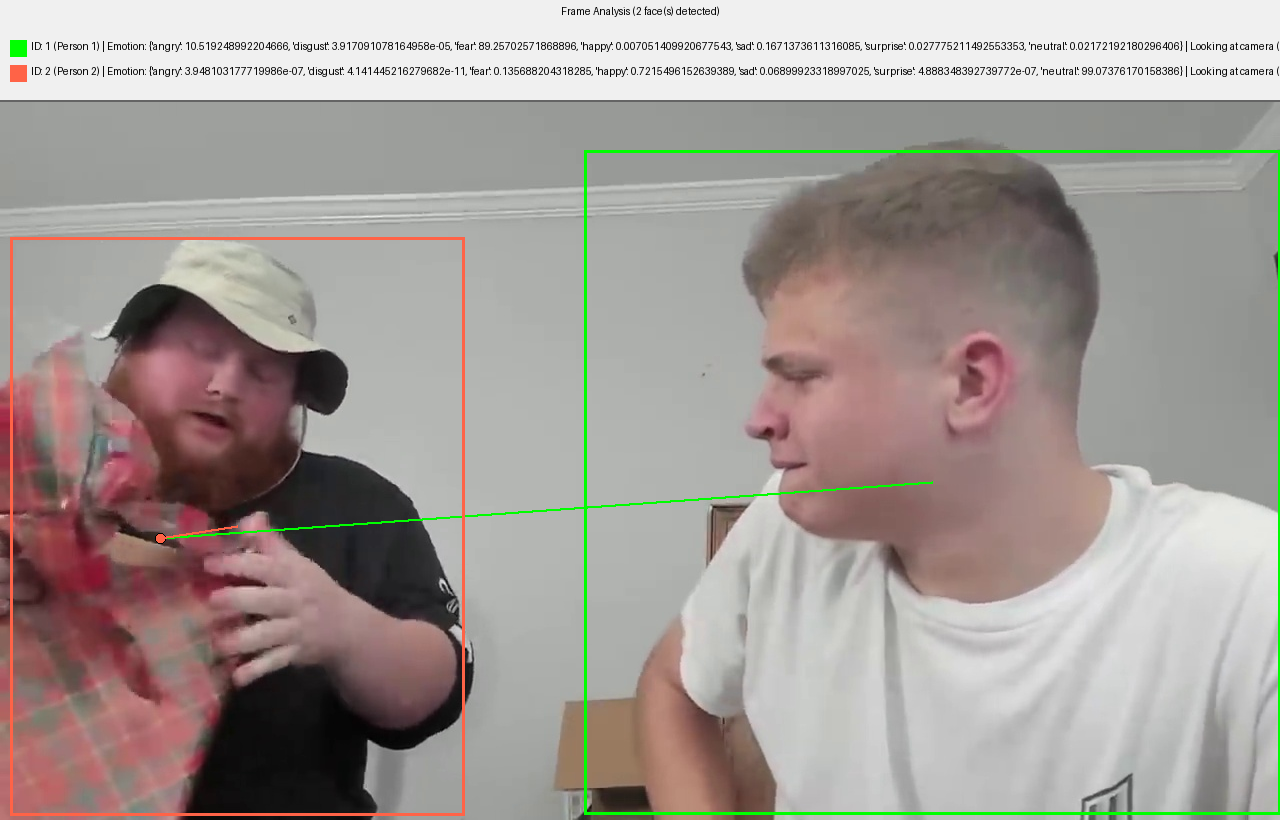 Frame Analysis (2 face(s) detected)
ID: 1 (Person 1) | Emotion: {'angry': 10.519248992204666, 'disgust': 3.917091078164958e-05, 'fear': 89.25702571868896, 'happy': 0.007051409920677543, 'sad': 0.1671373611316085, 'surprise': 0.027775211492553353, 'neutral': 0.02172192180296406} | Looking at camera (
ID: 2 (Person 2) | Emotion: {'angry': 3.948103177719986e-07, 'disgust': 4.141445216279682e-11, 'fear': 0.135688204318285, 'happy': 0.7215496152639389, 'sad': 0.06899923318997025, 'surprise': 4.888348392739772e-07, 'neutral': 99.07376170158386} | Looking at camera (